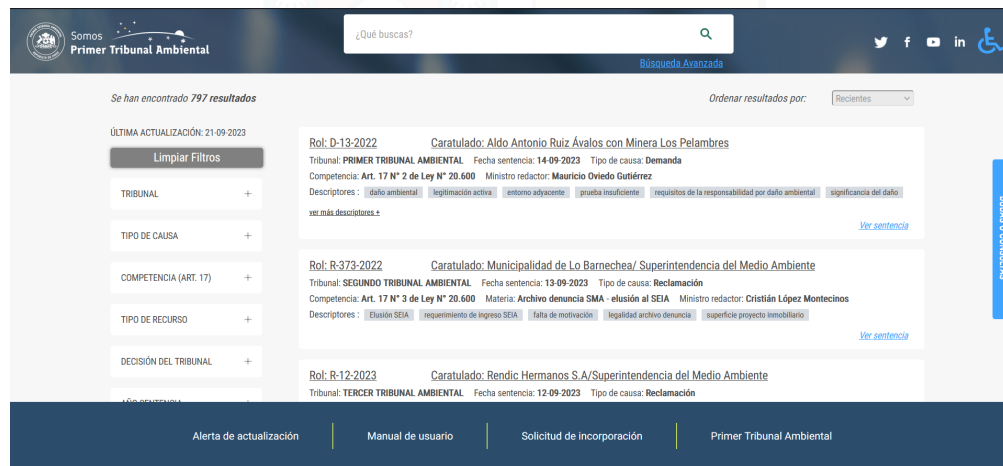 Somos
Primer Tribunal Ambiental
¿Qué buscas?
Búsqueda Avanzada
Se han encontrado 797 resultados
Ordenar resultados por:
Recientes
ÚLTIMA ACTUALIZACIÓN: 21-09-2023
Limpiar Filtros
TRIBUNAL +
TIPO DE CAUSA +
COMPETENCIA (ART. 17) +
TIPO DE RECURSO +
DECISIÓN DEL TRIBUNAL +
AÑO SENTENCIA
Rol: D-13-2022 Caratulado: Aldo Antonio Ruiz Ávalos con Minera Los Pelambres
Tribunal: PRIMER TRIBUNAL AMBIENTAL Fecha sentencia: 14-09-2023 Tipo de causa: Demanda
Competencia: Art. 17 N° 2 de Ley N° 20.600 Ministro redactor: Mauricio Oviedo Gutiérrez
Descriptores : daño ambiental legitimación activa entorno adyacente prueba insuficiente requisitos de la responsabilidad por daño ambiental significancia del daño
ver más descriptores +
Ver sentencia
Rol: R-373-2022 Caratulado: Municipalidad de Lo Barnechea/ Superintendencia del Medio Ambiente
Tribunal: SEGUNDO TRIBUNAL AMBIENTAL Fecha sentencia: 13-09-2023 Tipo de causa: Reclamación
Competencia: Art. 17 N° 3 de Ley N° 20.600 Materia: Archivo denuncia SMA - elusión al SEIA Ministro redactor: Cristián López Montecinos
Descriptores : Elusión SEIA requerimiento de ingreso SEIA falta de motivación legalidad archivo denuncia superficie proyecto inmobiliario
Ver sentencia
Rol: R-12-2023 Caratulado: Rendic Hermanos S.A/Superintendencia del Medio Ambiente
Tribunal: TERCER TRIBUNAL AMBIENTAL Fecha sentencia: 12-09-2023 Tipo de causa: Reclamación
Alerta de actualización
Manual de usuario
Solicitud de incorporación
Primer Tribunal Ambiental